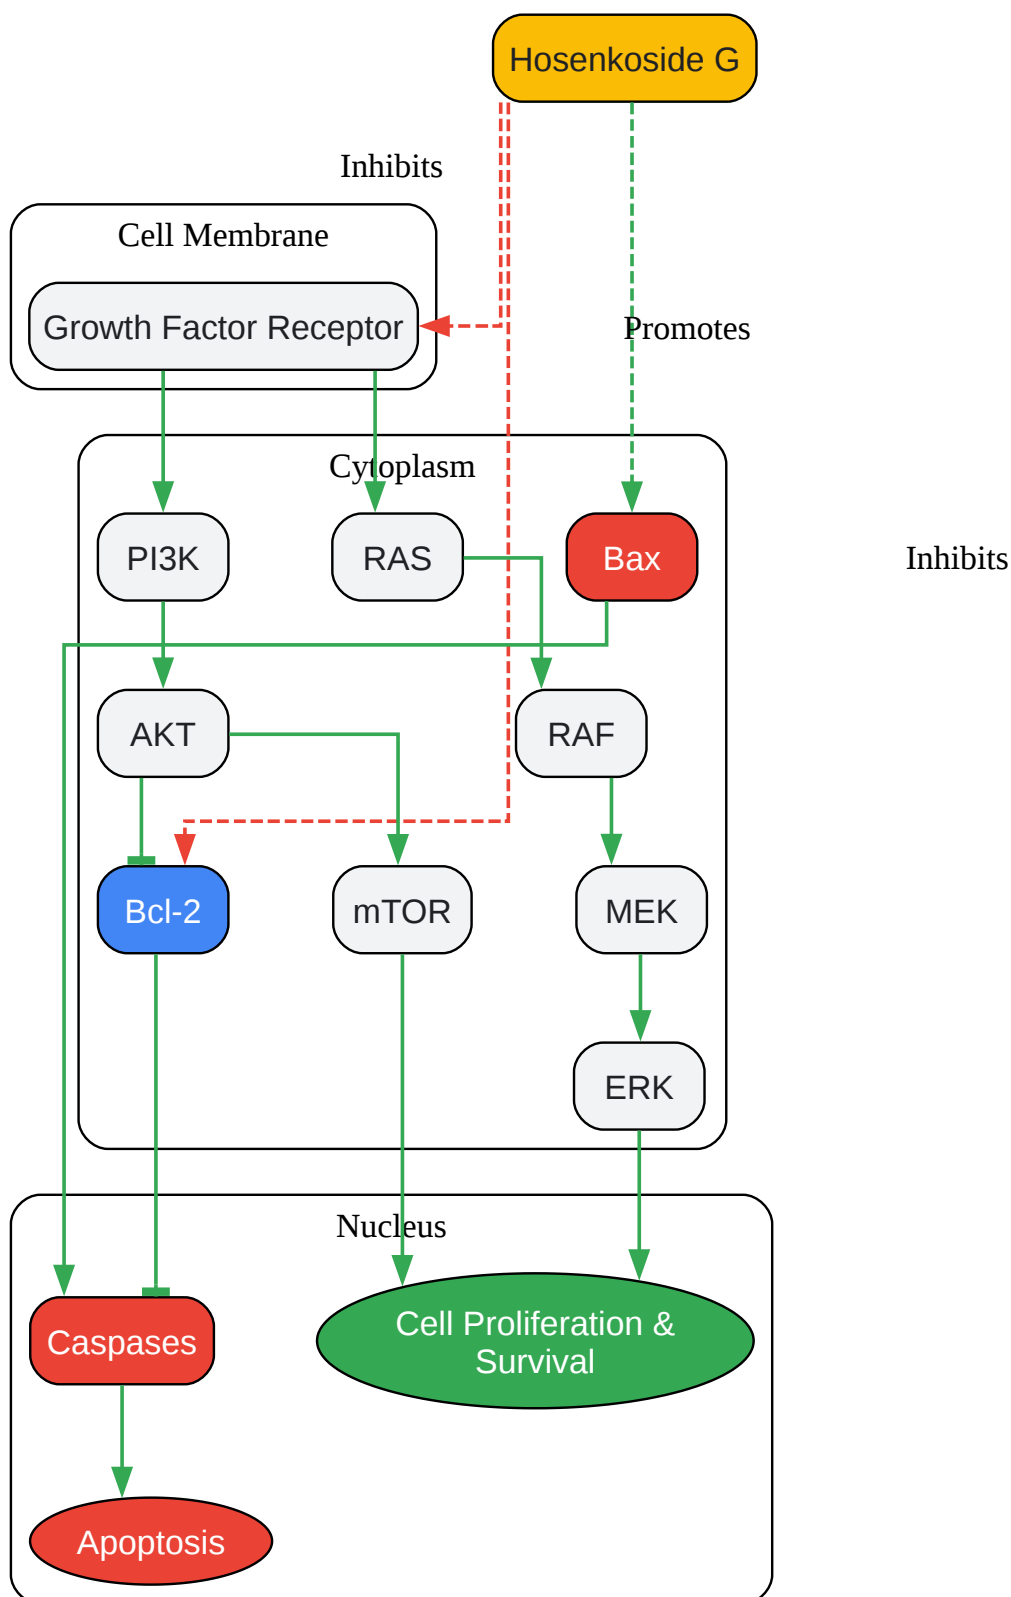 Hosenkoside G
Inhibits
Cell Membrane
Growth Factor Receptor
Promotes
Cytoplasm
PI3K
RAS
Bax
Inhibits
AKT
RAF
Bcl-2
mTOR
MEK
ERK
Nucleus
Cell Proliferation &
Survival
Caspases
Apoptosis